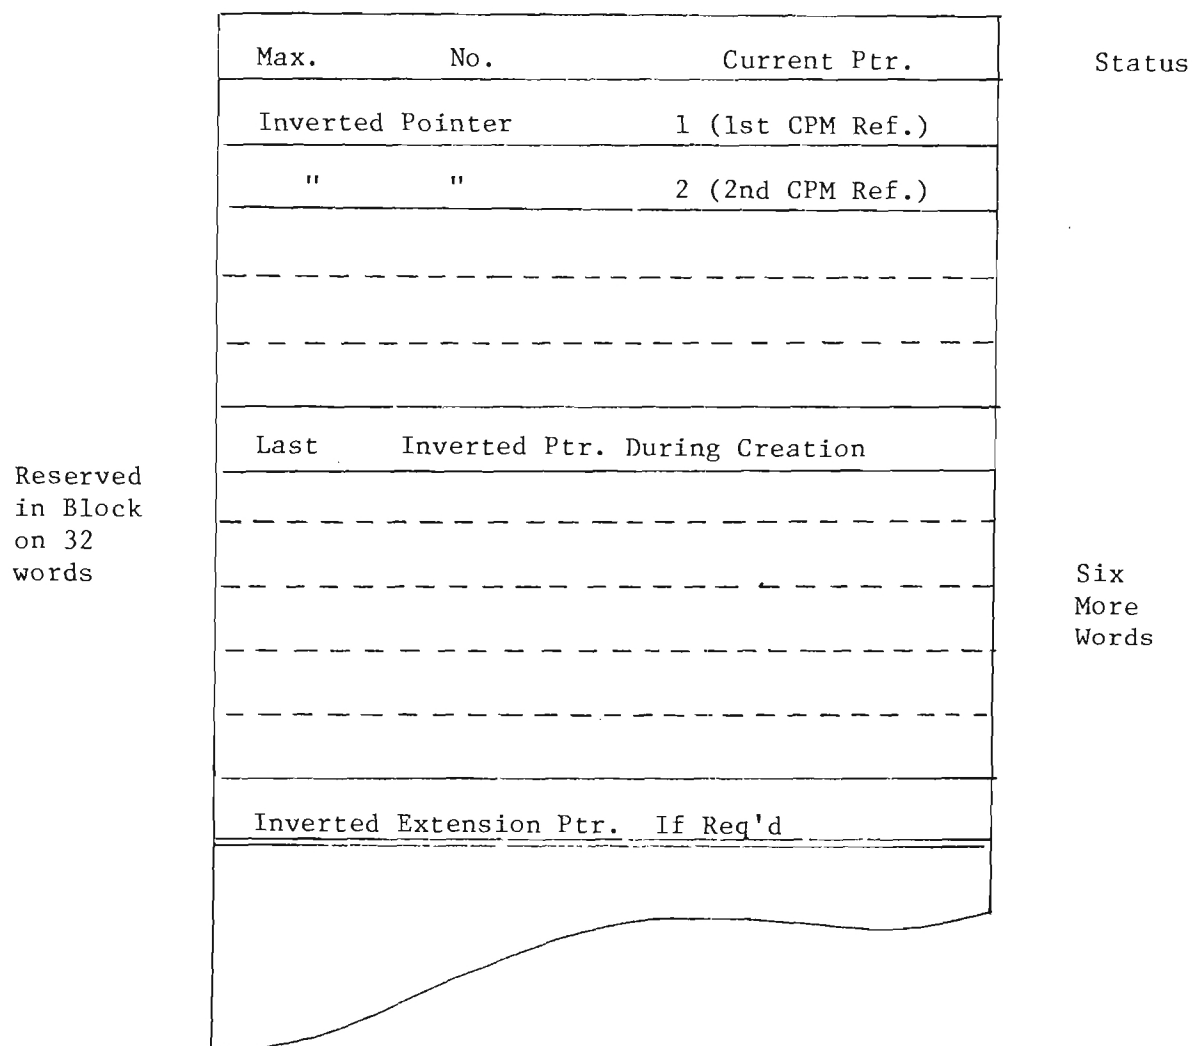 Max. No. Current Ptr. Status
Inverted Pointer 1 (1st CPM Ref.)
" " 2 (2nd CPM Ref.)
Last Inverted Ptr. During Creation
Reserved
in Block
on 32
words
Six
More
Words
Inverted Extension Ptr. If Req'd